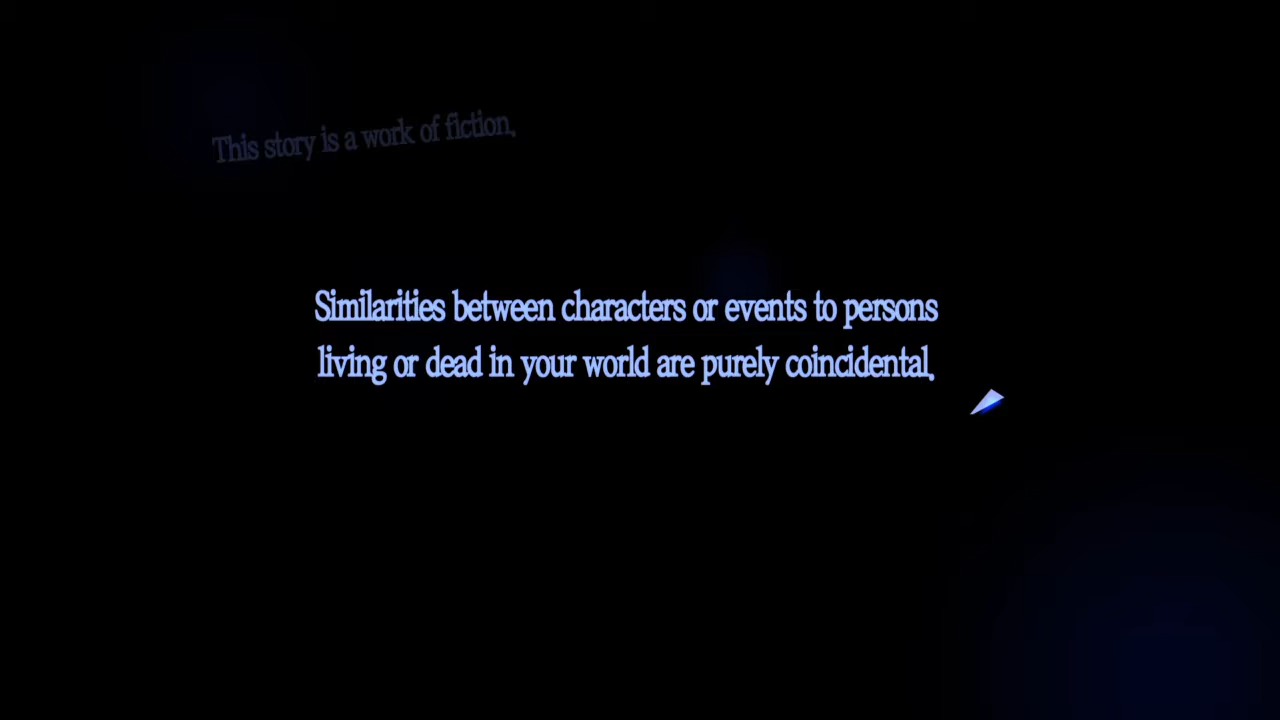 This story is a work of fiction.
Similarities between characters or events to persons
living or dead in your world are purely coincidental.